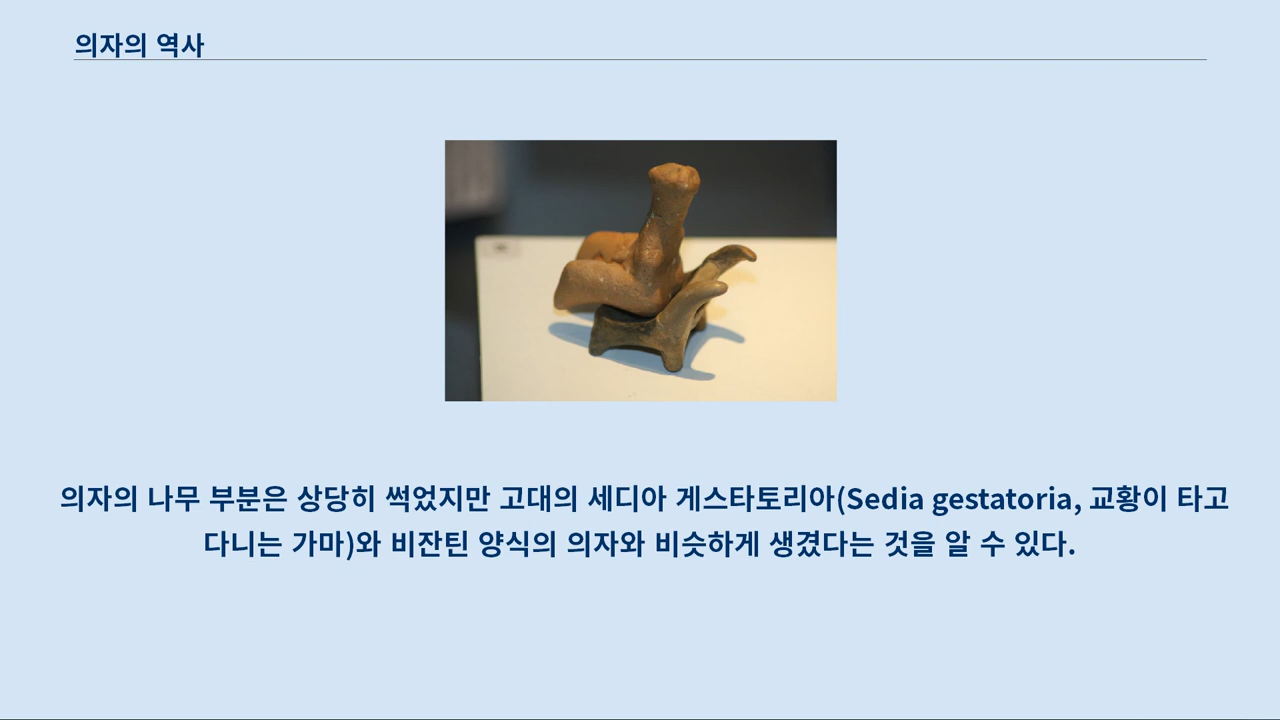 의자의 역사
의자의 나무 부분은 상당히 썩었지만 고대의 세디아 게스타토리아(Sedia gestatoria, 교황이 타고
다니는 가마)와 비잔틴 양식의 의자와 비슷하게 생겼다는 것을 알 수 있다.